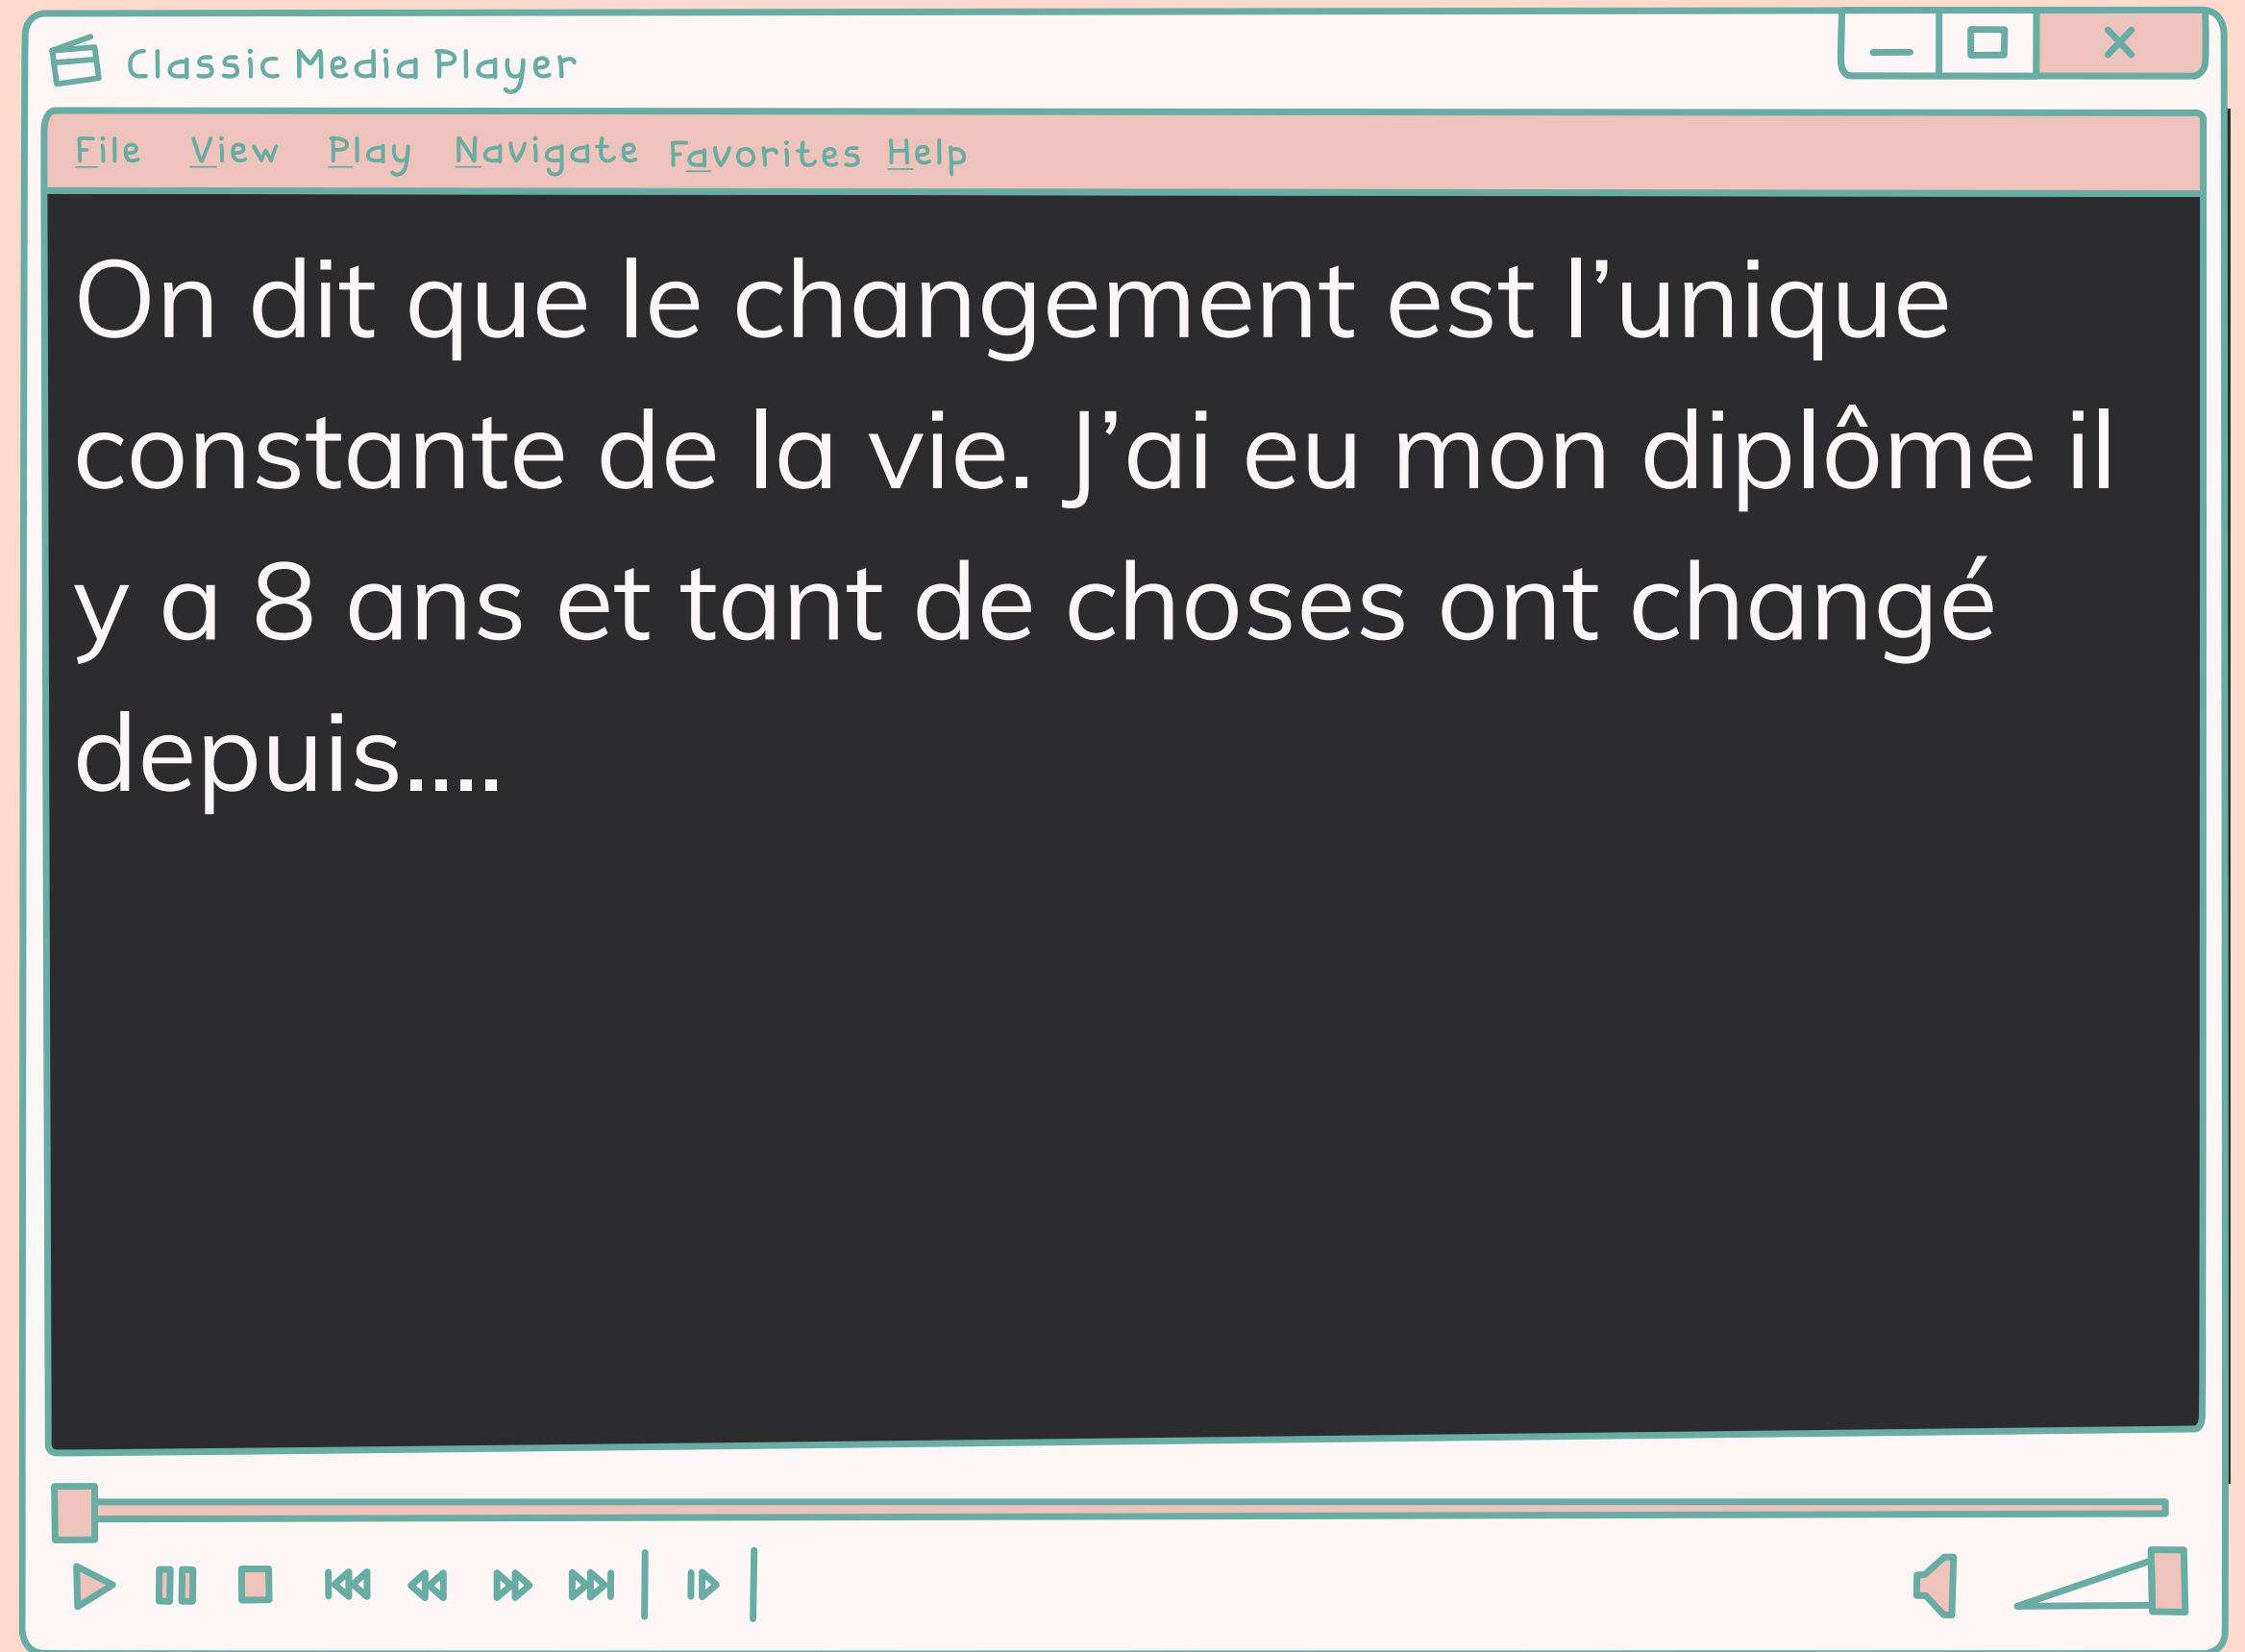 Classic Media Player
File View Play Navigate Favorites Help
On dit que le changement est l’unique
constante de la vie. J’ai eu mon diplôme il
y a 8 ans et tant de choses ont changé
depuis....